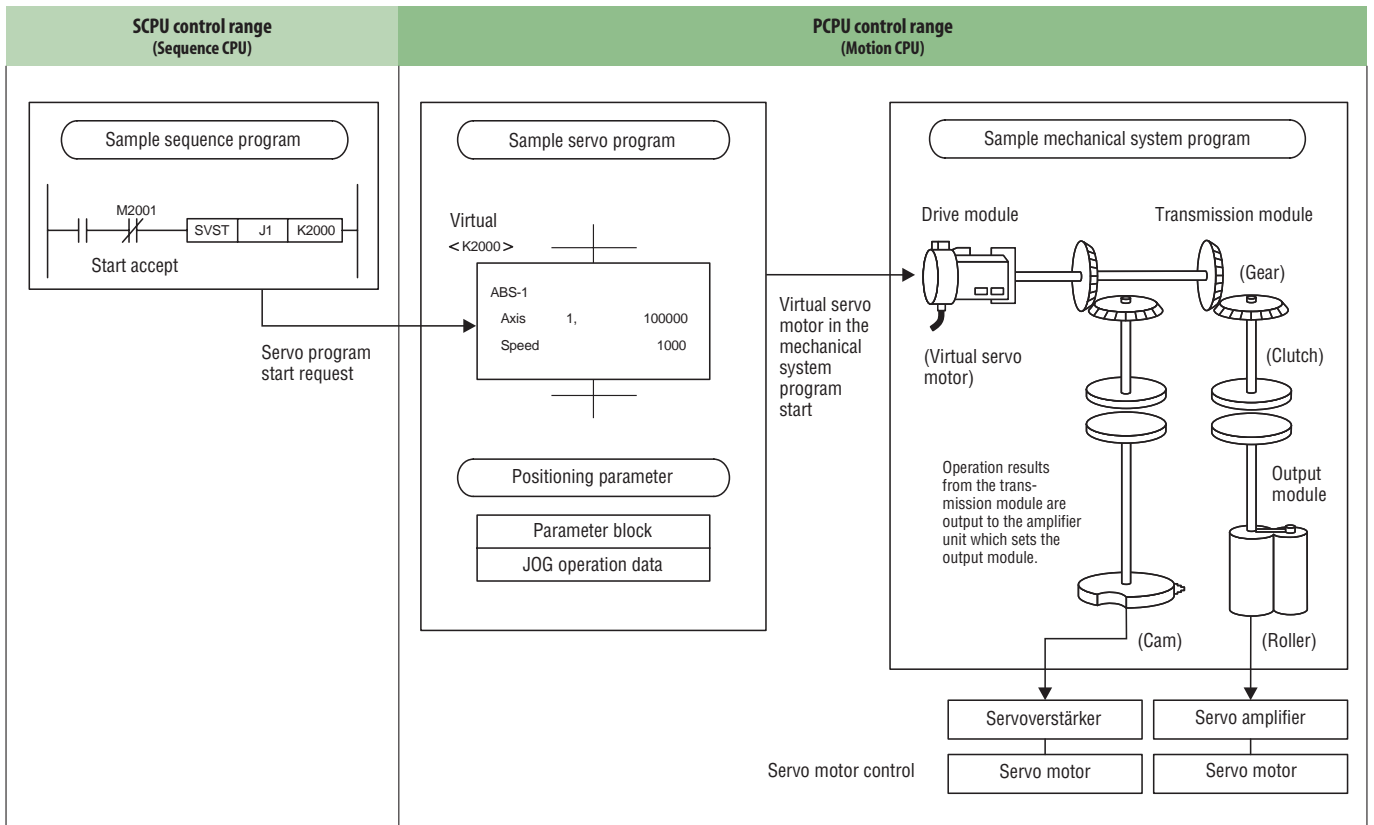 SCPU control range
(Sequence CPU)
PCPU control range
(Motion CPU)
Sample sequence program
M2001
SVST J1 K2000
Start accept
Servo program
start request
Sample servo program
Virtual
<K2000>
ABS-1
Axis 1, 100000
Speed 1000
Positioning parameter
Parameter block
JOG operation data
Virtual servo
motor in the
mechanical
system
program
start
Sample mechanical system program
Drive module
Transmission module
(Gear)
(Virtual servo
motor)
(Clutch)
Operation results
from the trans-
mission module are
output to the amplifier
unit which sets the
output module.
Output
module
(Cam)
(Roller)
Servoverstärker
Servo amplifier
Servo motor control
Servo motor
Servo motor